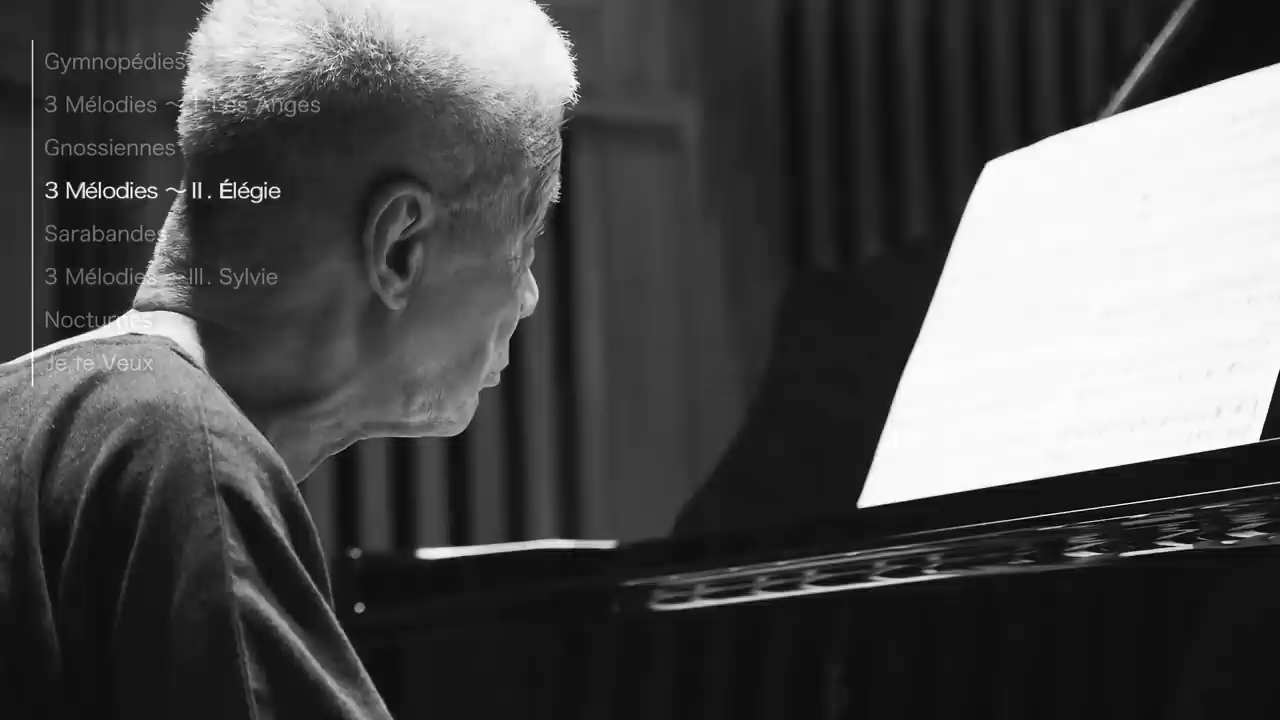 Gymnopédies
3 Mélodies ～ I . Les Anges
Gnossiennes
3 Mélodies ～ II . Élégie
Sarabandes
3 Mélodies ～ III . Sylvie
Nocturnes
Je te Veux